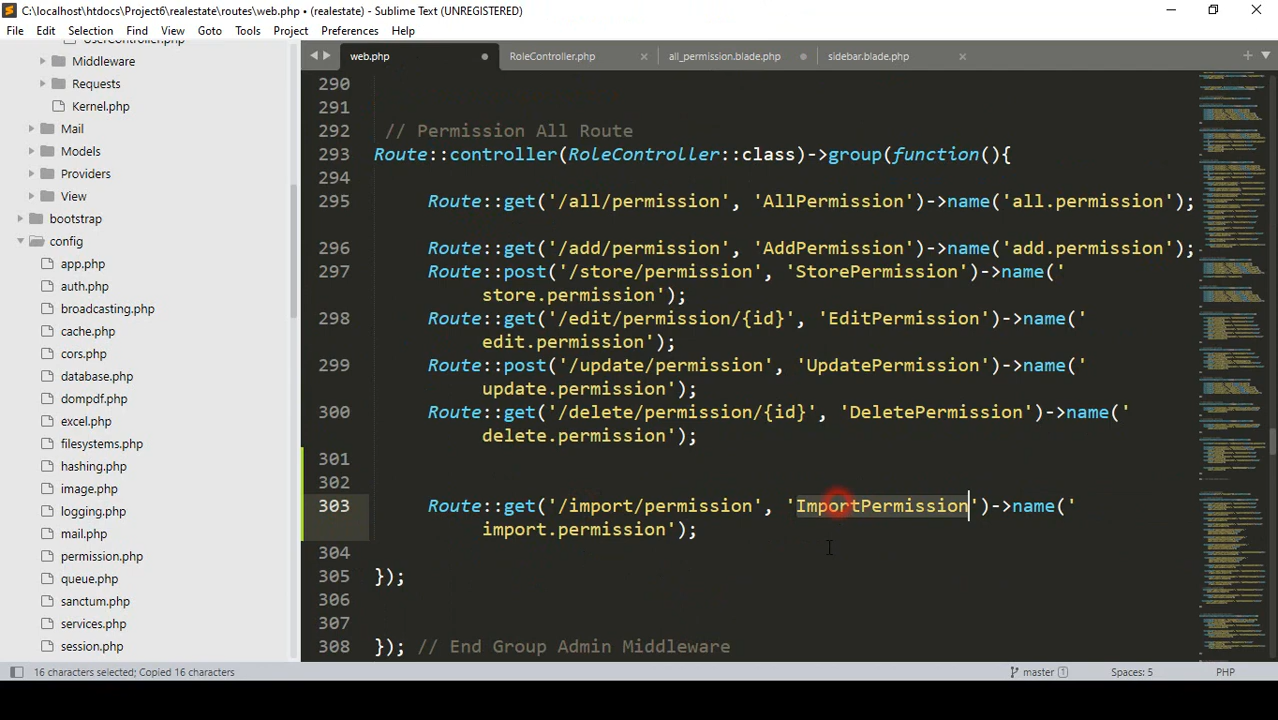 C:\localhost\htdocs\Project6\realestate\routes\web.php • (realestate) - Sublime Text (UNREGISTERED)
File Edit Selection Find View Goto Tools Project Preferences Help
UserController.php
Middleware
Requests
Kernel.php
Mail
Models
Providers
View
bootstrap
config
app.php
auth.php
broadcasting.php
cache.php
cors.php
database.php
dompdf.php
excel.php
filesystems.php
hashing.php
image.php
logging.php
mail.php
permission.php
queue.php
sanctum.php
services.php
session.php
web.php
RoleController.php
all_permission.blade.php
sidebar.blade.php
290
291
292 // Permission All Route
293 Route::controller(RoleController::class)->group(function(){
294
295 Route::get('/all/permission', 'AllPermission')->name('all.permission');
296 Route::get('/add/permission', 'AddPermission')->name('add.permission');
297 Route::post('/store/permission', 'StorePermission')->name('
store.permission');
298 Route::get('/edit/permission/{id}', 'EditPermission')->name('
edit.permission');
299 Route::post('/update/permission', 'UpdatePermission')->name('
update.permission');
300 Route::get('/delete/permission/{id}', 'DeletePermission')->name('
delete.permission');
301
302
303 Route::get('/import/permission', 'ImportPermission')->name('
import.permission');
304
305 });
306
307
308 }); // End Group Admin Middleware
16 characters selected; Copied 16 characters
master 1
Spaces: 5
PHP